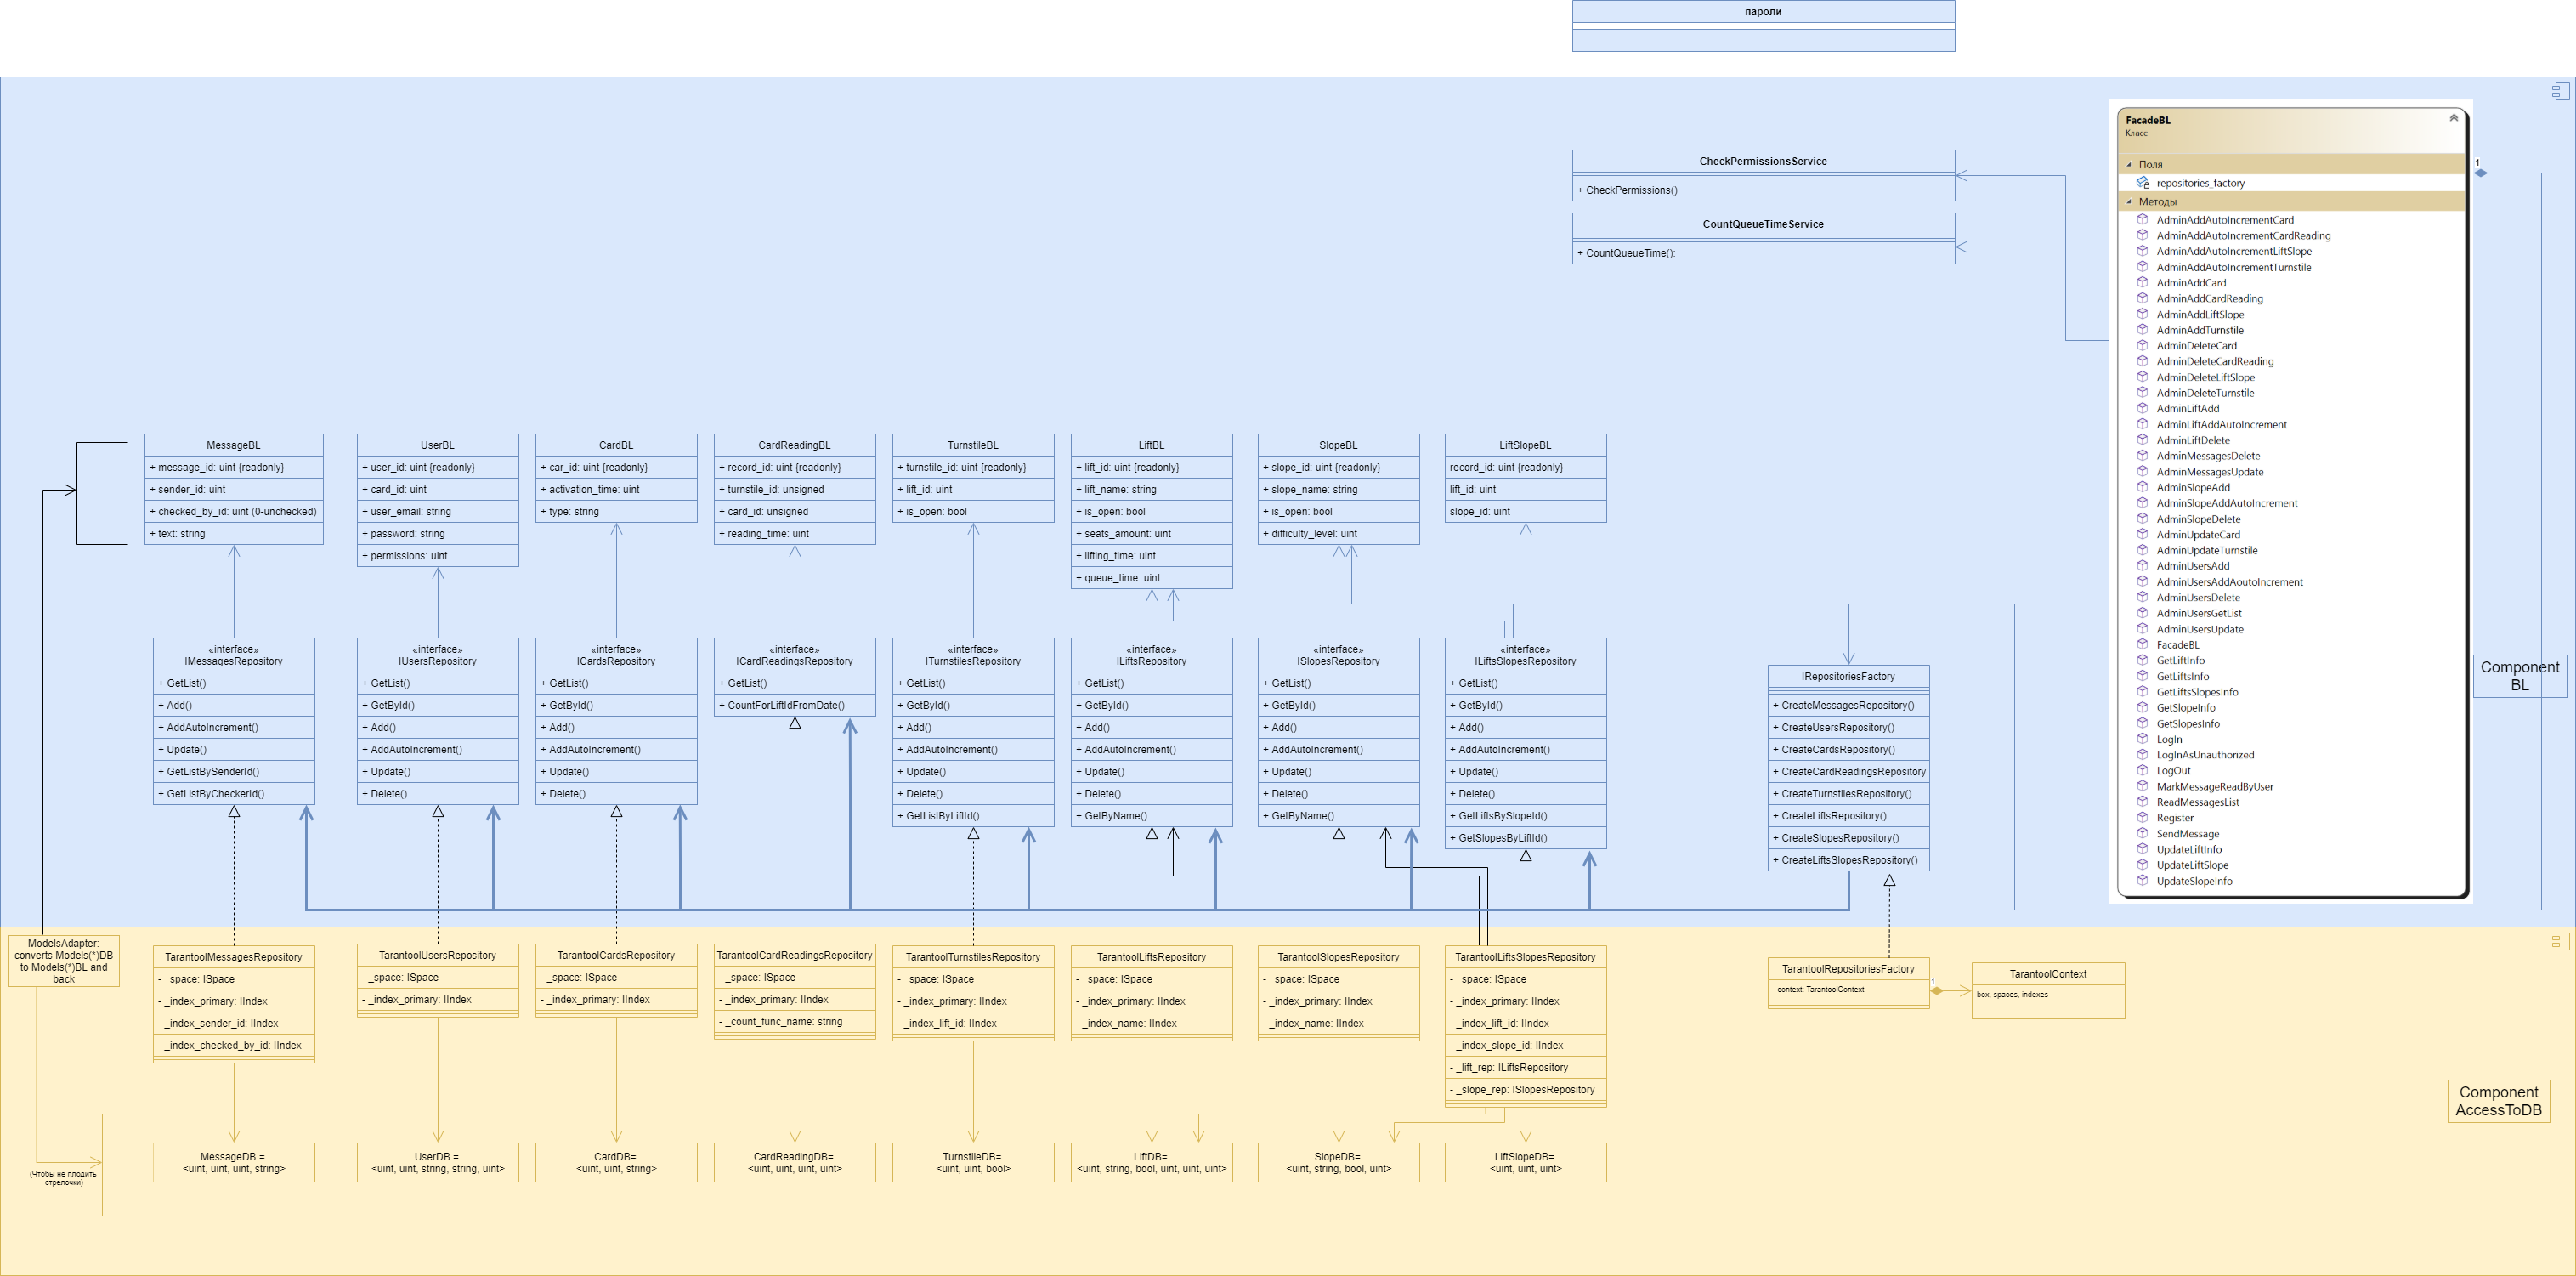 пароли
CheckPermissionsService
+ CheckPermissions()
CountQueueTimeService
+ CountQueueTime():
FacadeBL
Класс
Поля
repositories_factory
Методы
AdminAddAutoIncrementCard
AdminAddAutoIncrementCardReading
AdminAddAutoIncrementLiftSlope
AdminAddAutoIncrementTurnstile
AdminAddCard
AdminAddCardReading
AdminAddLiftSlope
AdminAddTurnstile
AdminDeleteCard
AdminDeleteCardReading
AdminDeleteLiftSlope
AdminDeleteTurnstile
AdminLiftAdd
AdminLiftAddAutoIncrement
AdminLiftDelete
AdminMessagesDelete
AdminMessagesUpdate
AdminSlopeAdd
AdminSlopeAddAutoIncrement
AdminSlopeDelete
AdminUpdateCard
AdminUpdateTurnstile
AdminUsersAdd
AdminUsersAddAoutoIncrement
AdminUsersDelete
AdminUsersGetList
AdminUsersUpdate
FacadeBL
GetLiftInfo
GetLiftsInfo
GetLiftsSlopesInfo
GetSlopeInfo
GetSlopesInfo
LogIn
LogInAsUnauthorized
LogOut
MarkMessageReadByUser
ReadMessagesList
Register
SendMessage
UpdateLiftInfo
UpdateLiftSlope
UpdateSlopeInfo
1
Component
BL
MessageBL
+ message_id: uint {readonly}
+ sender_id: uint
+ checked_by_id: uint (0-unchecked)
+ text: string
UserBL
+ user_id: uint {readonly}
+ card_id: uint
+ user_email: string
+ password: string
+ permissions: uint
CardBL
+ car_id: uint {readonly}
+ activation_time: uint
+ type: string
CardReadingBL
+ record_id: uint {readonly}
+ turnstile_id: unsigned
+ card_id: unsigned
+ reading_time: uint
TurnstileBL
+ turnstile_id: uint {readonly}
+ lift_id: uint
+ is_open: bool
LiftBL
+ lift_id: uint {readonly}
+ lift_name: string
+ is_open: bool
+ seats_amount: uint
+ lifting_time: uint
+ queue_time: uint
SlopeBL
+ slope_id: uint {readonly}
+ slope_name: string
+ is_open: bool
+ difficulty_level: uint
LiftSlopeBL
record_id: uint {readonly}
lift_id: uint
slope_id: uint
«interface»
IMessagesRepository
+ GetList()
+ Add()
+ AddAutoIncrement()
+ Update()
+ GetListBySenderId()
+ GetListByCheckerId()
«interface»
IUsersRepository
+ GetList()
+ GetById()
+ Add()
+ AddAutoIncrement()
+ Update()
+ Delete()
«interface»
ICardsRepository
+ GetList()
+ GetById()
+ Add()
+ AddAutoIncrement()
+ Update()
+ Delete()
«interface»
ICardReadingsRepository
+ GetList()
+ CountForLiftIdFromDate()
«interface»
ITurnstilesRepository
+ GetList()
+ GetById()
+ Add()
+ AddAutoIncrement()
+ Update()
+ Delete()
+ GetListByLiftId()
«interface»
ILiftsRepository
+ GetList()
+ GetById()
+ Add()
+ AddAutoIncrement()
+ Update()
+ Delete()
+ GetByName()
«interface»
ISlopesRepository
+ GetList()
+ GetById()
+ Add()
+ AddAutoIncrement()
+ Update()
+ Delete()
+ GetByName()
«interface»
ILiftsSlopesRepository
+ GetList()
+ GetById()
+ Add()
+ AddAutoIncrement()
+ Update()
+ Delete()
+ GetLiftsBySlopeId()
+ GetSlopesByLiftId()
IRepositoriesFactory
+ CreateMessagesRepository()
+ CreateUsersRepository()
+ CreateCardsRepository()
+ CreateCardReadingsRepository
+ CreateTurnstilesRepository()
+ CreateLiftsRepository()
+ CreateSlopesRepository()
+ CreateLiftsSlopesRepository()
ModelsAdapter:
converts Models(*)DB
to Models(*)BL and
back
TarantoolMessagesRepository
- _space: ISpace
- _index_primary: IIndex
- _index_sender_id: IIndex
- _index_checked_by_id: IIndex
TarantoolUsersRepository
- _space: ISpace
- _index_primary: IIndex
TarantoolCardsRepository
- _space: ISpace
- _index_primary: IIndex
TarantoolCardReadingsRepository
- _space: ISpace
- _index_primary: IIndex
- _count_func_name: string
TarantoolTurnstilesRepository
- _space: ISpace
- _index_primary: IIndex
- _index_lift_id: IIndex
TarantoolLiftsRepository
- _space: ISpace
- _index_primary: IIndex
- _index_name: IIndex
TarantoolSlopesRepository
- _space: ISpace
- _index_primary: IIndex
- _index_name: IIndex
TarantoolLiftsSlopesRepository
- _space: ISpace
- _index_primary: IIndex
- _index_lift_id: IIndex
- _index_slope_id: IIndex
- _lift_rep: ILiftsRepository
- _slope_rep: ISlopesRepository
TarantoolRepositoriesFactory
- context: TarantoolContext
1
TarantoolContext
box, spaces, indexes
Component
AccessToDB
(Чтобы не плодить
стрелочки)
MessageDB =
<uint, uint, uint, string>
UserDB =
<uint, uint, string, string, uint>
CardDB=
<uint, uint, string>
CardReadingDB=
<uint, uint, uint, uint>
TurnstileDB=
<uint, uint, bool>
LiftDB=
<uint, string, bool, uint, uint, uint>
SlopeDB=
<uint, string, bool, uint>
LiftSlopeDB=
<uint, uint, uint>